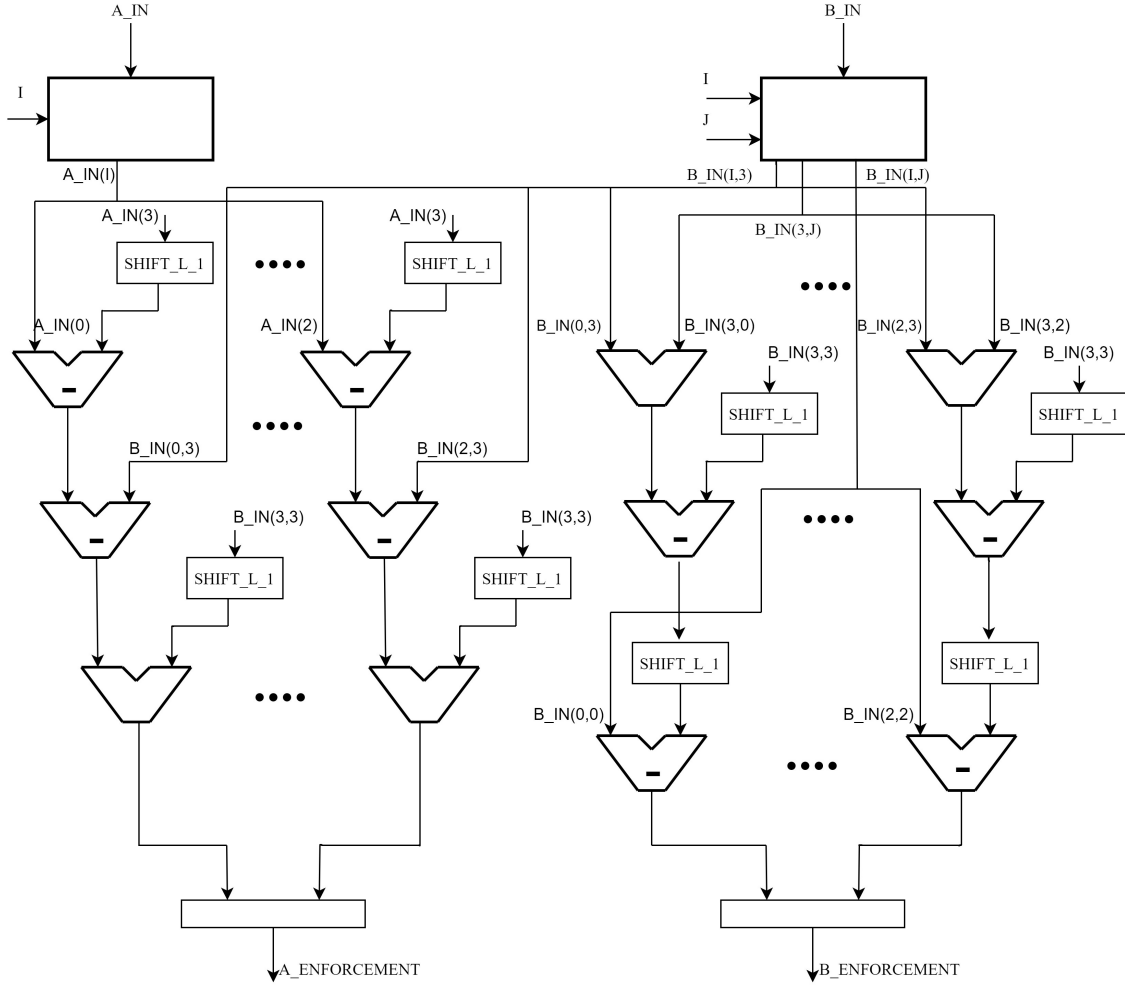 A_IN
B_IN
I
I
J
A_IN(I)
B_IN(I,3)
B_IN(I,J)
A_IN(3)
A_IN(3)
B_IN(3,J)
SHIFT_L_1
SHIFT_L_1
A_IN(0)
A_IN(2)
B_IN(0,3)
B_IN(3,0)
B_IN(2,3)
B_IN(3,2)
B_IN(3,3)
B_IN(3,3)
-
-
SHIFT_L_1
SHIFT_L_1
B_IN(0,3)
B_IN(2,3)
B_IN(3,3)
B_IN(3,3)
-
-
-
-
SHIFT_L_1
SHIFT_L_1
SHIFT_L_1
SHIFT_L_1
B_IN(0,0)
B_IN(2,2)
-
-
A_ENFORCEMENT
B_ENFORCEMENT